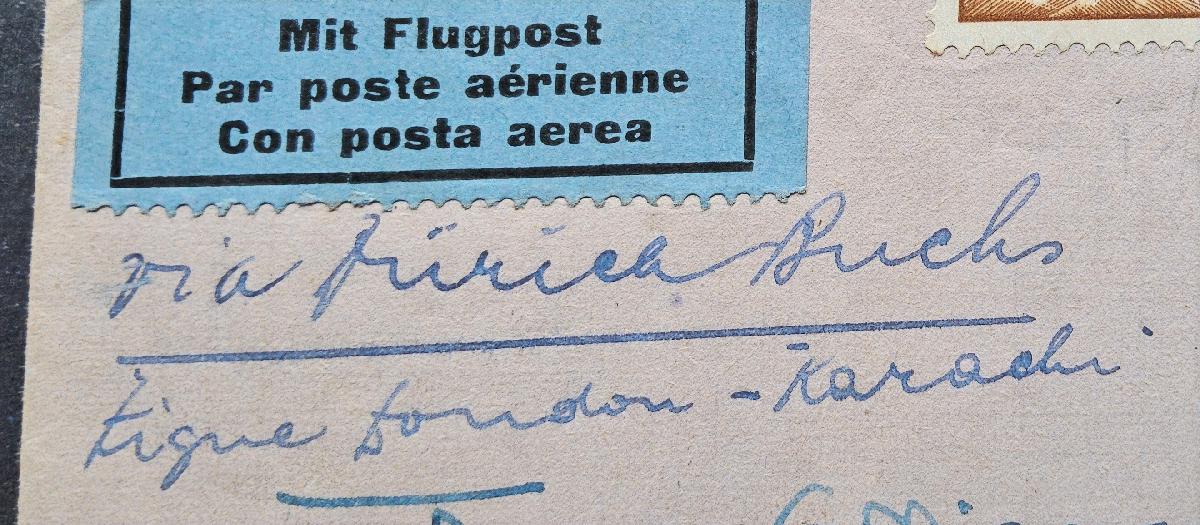 Mit Flugpost
Par poste aérienne
Con posta aerea
via Zürich Buchs
Ligne London - Karachi